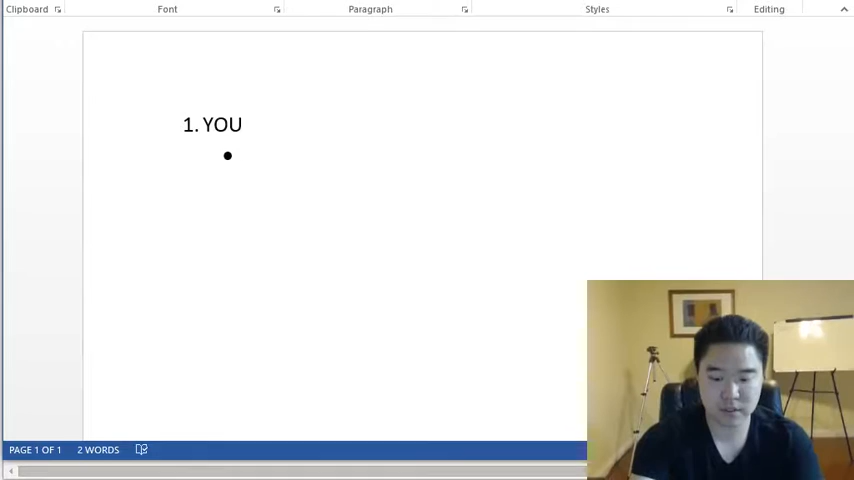 Clipboard Font Paragraph Styles Editing
1. YOU
•
PAGE 1 OF 1 2 WORDS